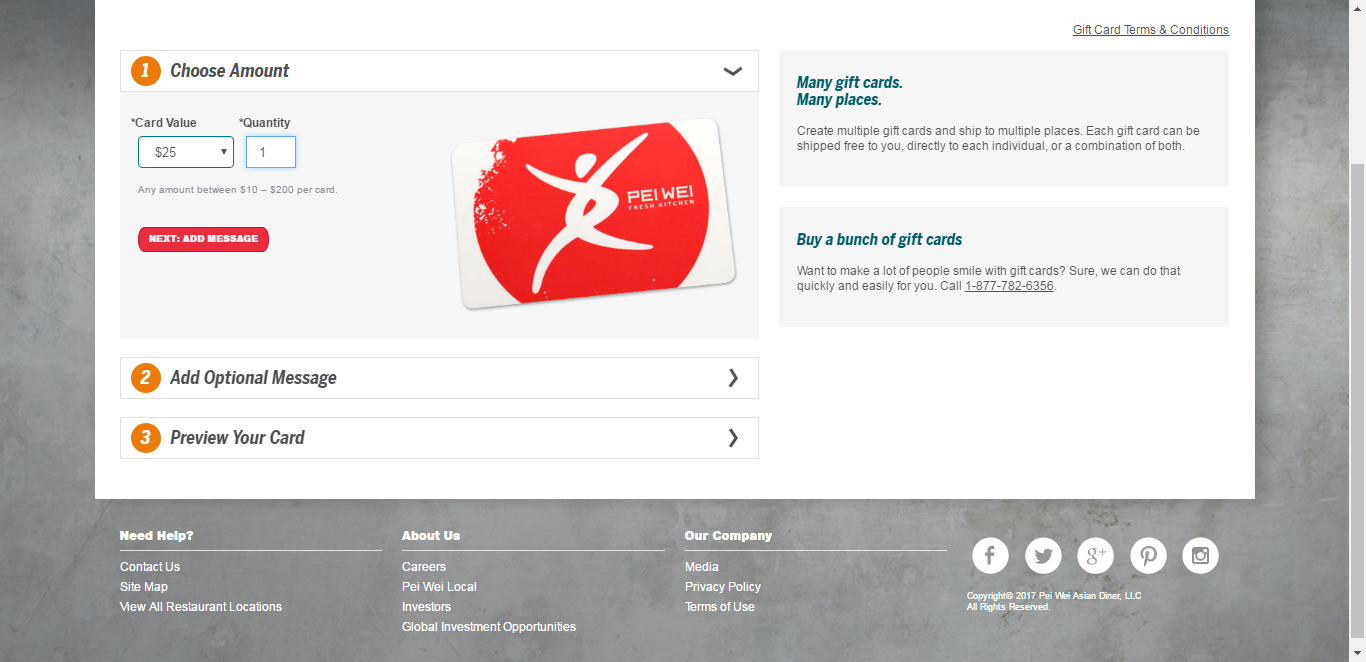 Gift Card Terms & Conditions
1 Choose Amount
*Card Value *Quantity
$25 1
Any amount between $10 – $200 per card.
NEXT: ADD MESSAGE
PEI WEI
FRESH KITCHEN
2 Add Optional Message
3 Preview Your Card
Many gift cards.
Many places.
Create multiple gift cards and ship to multiple places. Each gift card can be
shipped free to you, directly to each individual, or a combination of both.
Buy a bunch of gift cards
Want to make a lot of people smile with gift cards? Sure, we can do that
quickly and easily for you. Call 1-877-782-6356.
Need Help?
Contact Us
Site Map
View All Restaurant Locations
About Us
Careers
Pei Wei Local
Investors
Global Investment Opportunities
Our Company
Media
Privacy Policy
Terms of Use
f g+
Copyright© 2017 Pei Wei Asian Diner, LLC
All Rights Reserved.